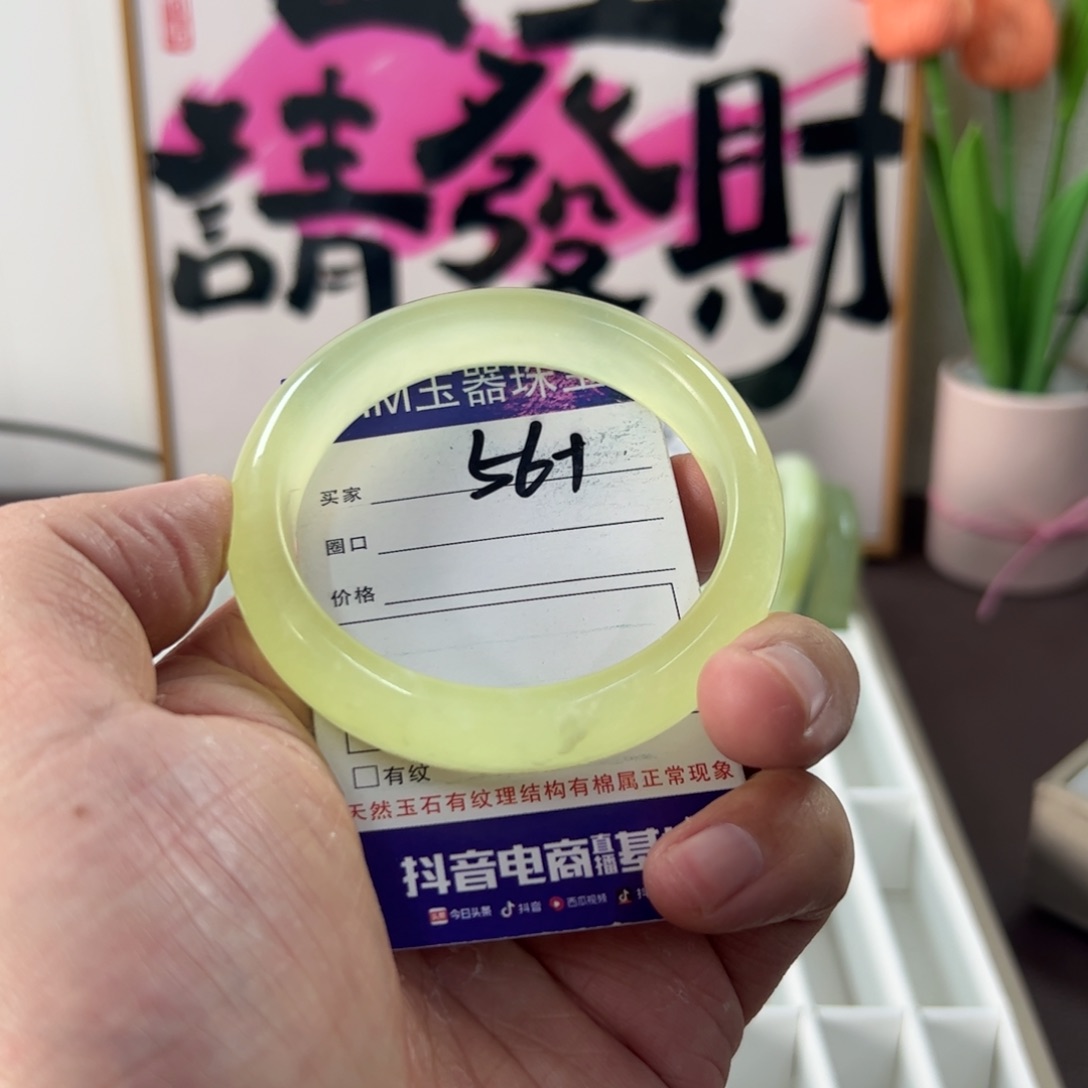 請發財
玉器珠宝
56+
买家
圈口
价格
有纹
天然玉石有纹理结构有棉属正常现象
抖音电商直播基
今日头条 抖音 西瓜视频